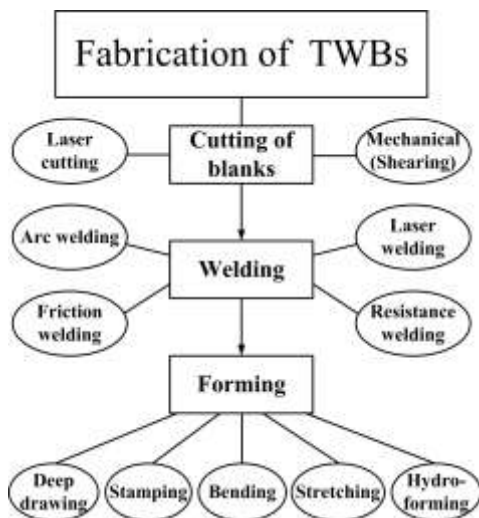 Fabrication of TWBs
Laser
cutting
Cutting of
blanks
Mechanical
(Shearing)
Arc welding
Laser
welding
Welding
Friction
welding
Resistance
welding
Forming
Deep
drawing
Stamping
Bending
Stretching
Hydro-
forming